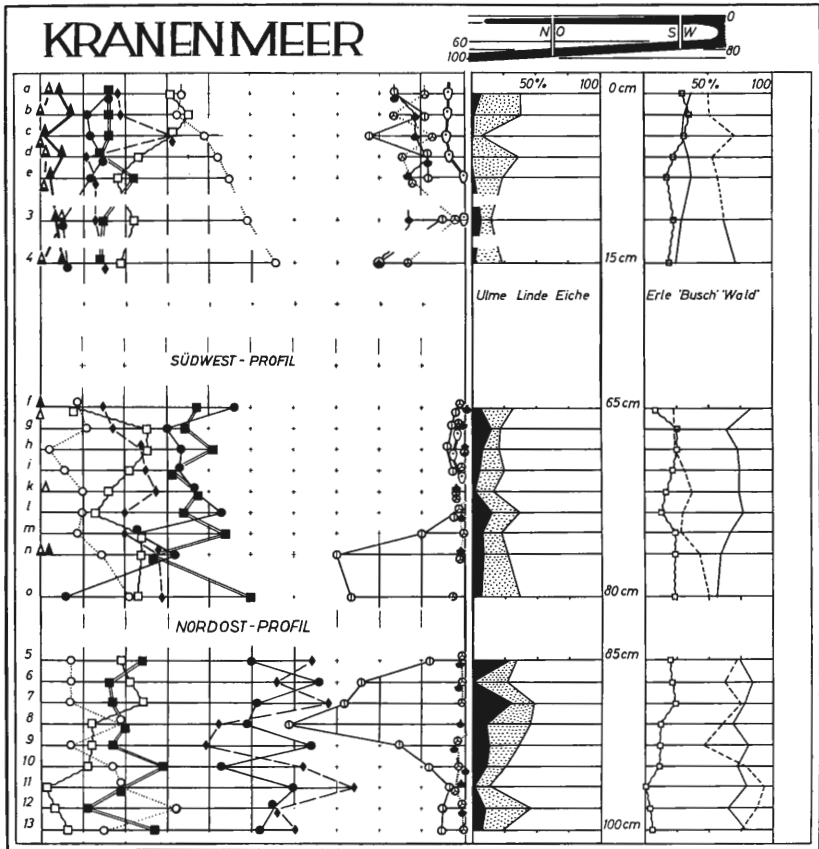 KRANENMEER
0
N O
S W
60
80
100
50% 100
50% 100
a
0 cm
b
c
d
e
3
4
15 cm
Ulme Linde Eiche
Erle "Busch" "Wald"
SÜDWEST-PROFIL
f
65 cm
g
h
i
k
l
m
n
o
80 cm
NORDOST-PROFIL
5
85 cm
6
7
8
9
10
11
12
13
100 cm